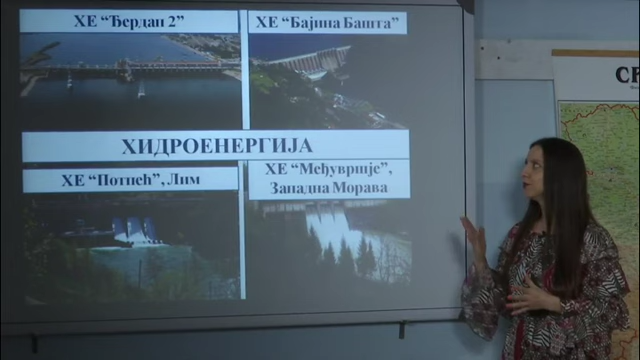 ХЕ “Ђердап 2”
ХЕ “Бајина Башта”
ХИДРОЕНЕРГИЈА
ХЕ “Потпећ”, Лим
ХЕ “Међувршје”,
Западна Морава